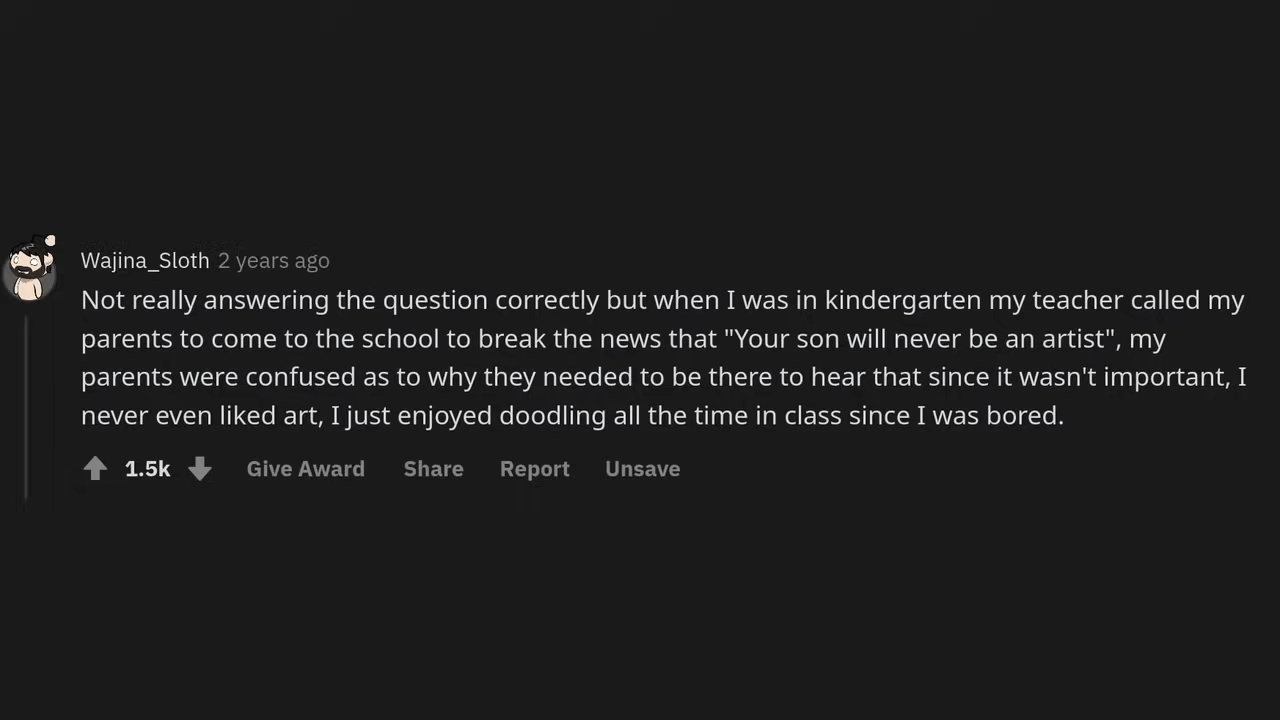 Wajina_Sloth 2 years ago
Not really answering the question correctly but when I was in kindergarten my teacher called my
parents to come to the school to break the news that "Your son will never be an artist", my
parents were confused as to why they needed to be there to hear that since it wasn't important, I
never even liked art, I just enjoyed doodling all the time in class since I was bored.
1.5k Give Award Share Report Unsave